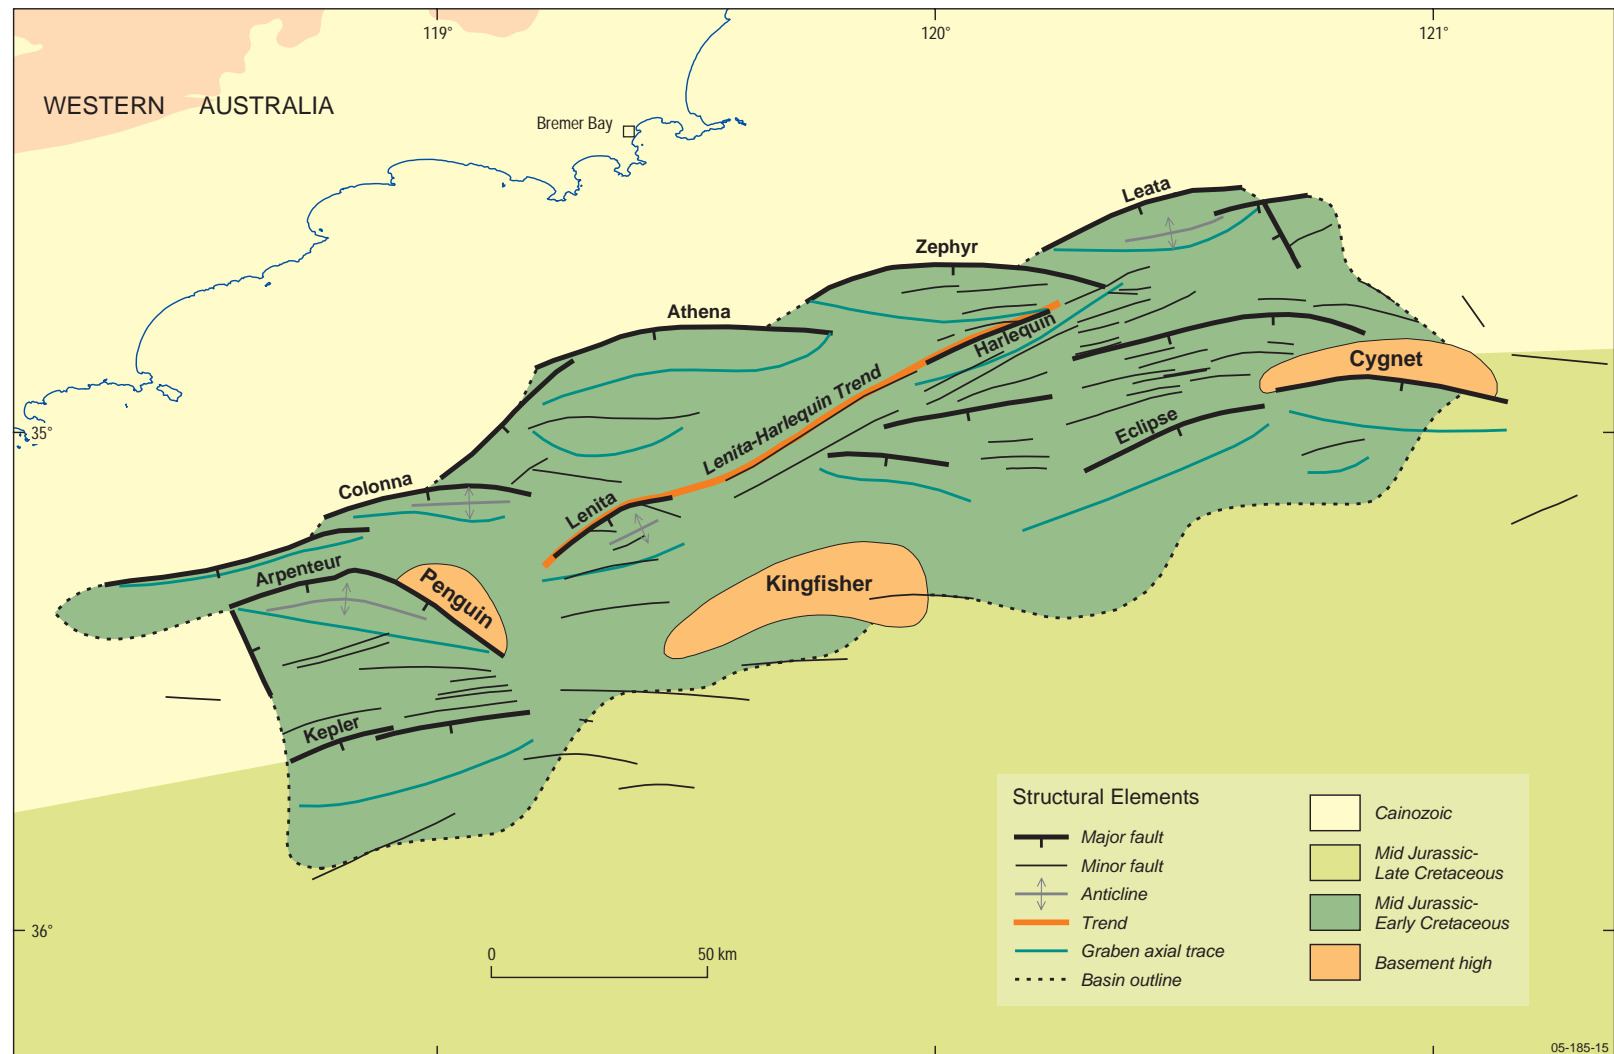 119°
120°
121°
WESTERN AUSTRALIA
Bremer Bay
Leata
Zephyr
Athena
Harlequin
Cygnet
Lenita-Harlequin Trend
Eclipse
35°
Colonna
Lenita
Arpenteur
Penguin
Kingfisher
Kepler
Structural Elements
Major fault
Minor fault
Anticline
Trend
Graben axial trace
Basin outline
Cainozoic
Mid Jurassic-
Late Cretaceous
Mid Jurassic-
Early Cretaceous
Basement high
36°
0 50 km
05-185-15